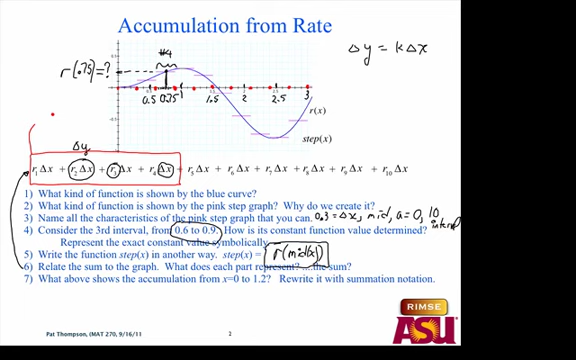 Accumulation from Rate
Δy = kΔx
#4
r(.75)=?
0.5 0.75 1 1.5 2 2.5 3
r(x)
step(x)
Δy
r₁Δx + r₂Δx + r₃Δx + r₄Δx + r₅Δx + r₆Δx + r₇Δx + r₈Δx + r₉Δx + r₁₀Δx
1) What kind of function is shown by the blue curve?
2) What kind of function is shown by the pink step graph? Why do we create it?
3) Name all the characteristics of the pink step graph that you can. 0.3=Δx, mid, a=0, 10 interv
4) Consider the 3rd interval, from 0.6 to 0.9. How is its constant function value determined?
Represent the exact constant value symbolically.
5) Write the function step(x) in another way. step(x) = r(mid(x))
6) Relate the sum to the graph. What does each part represent? ...the sum?
7) What above shows the accumulation from x=0 to 1.2? Rewrite it with summation notation.
RIMSE
ASU
Pat Thompson, (MAT 270, 9/16/11
2